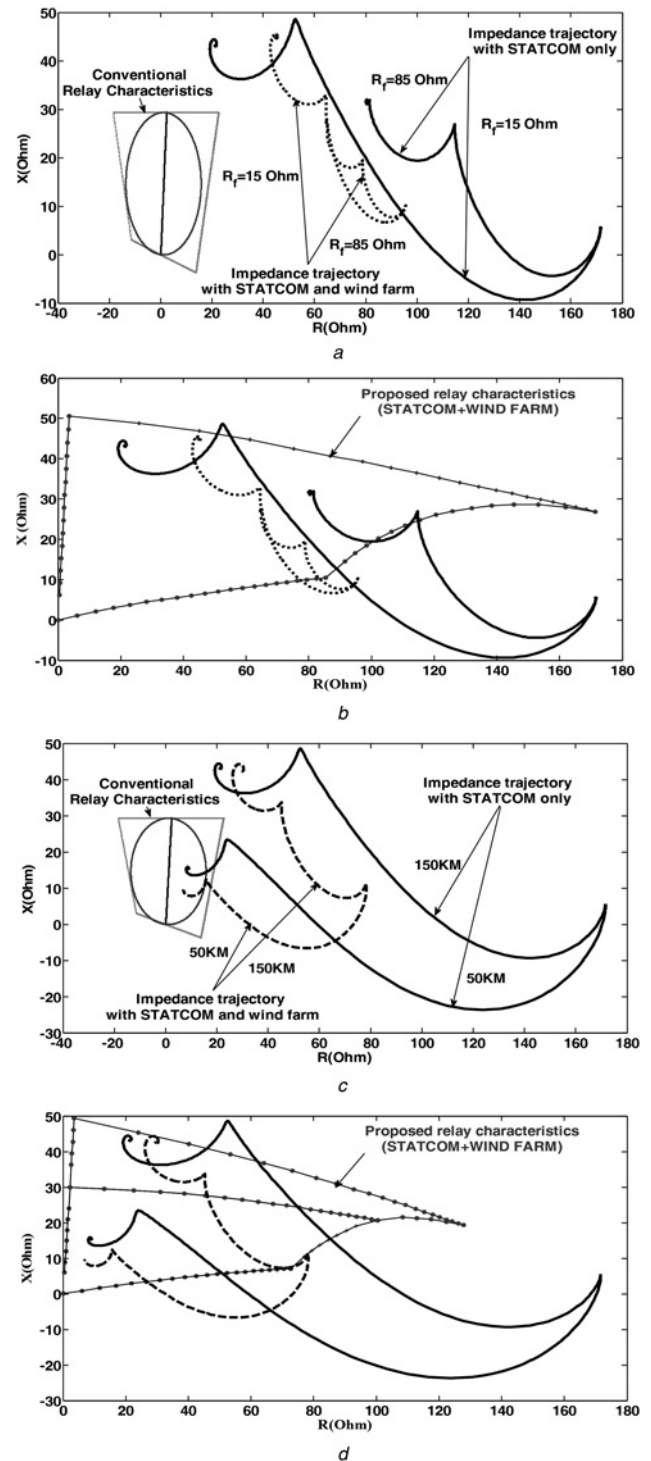 50
40
30
20
10
0
-10
X(Ohm)
Conventional
Relay Characteristics
Impedance trajectory
with STATCOM only
Rf=85 Ohm
Rf=15 Ohm
Rf=15 Ohm
Rf=85 Ohm
Impedance trajectory
with STATCOM and wind farm
-40 -20 0 20 40 60 80 100 120 140 160 180
R(Ohm)
a
60
50
40
30
20
10
0
-10
X (Ohm)
Proposed relay characteristics
(STATCOM+WIND FARM)
0 20 40 60 80 100 120 140 160 180
R(Ohm)
b
50
40
30
20
10
0
-10
-20
-30
X(Ohm)
Conventional
Relay Characteristics
Impedance trajectory
with STATCOM only
150KM
50KM
50KM
150KM
Impedance trajectory
with STATCOM and wind farm
-40 -20 0 20 40 60 80 100 120 140 160 180
R(Ohm)
c
50
40
30
20
10
0
-10
-20
-30
X(Ohm)
Proposed relay characteristics
(STATCOM+WIND FARM)
0 20 40 60 80 100 120 140 160 180
R(Ohm)
d